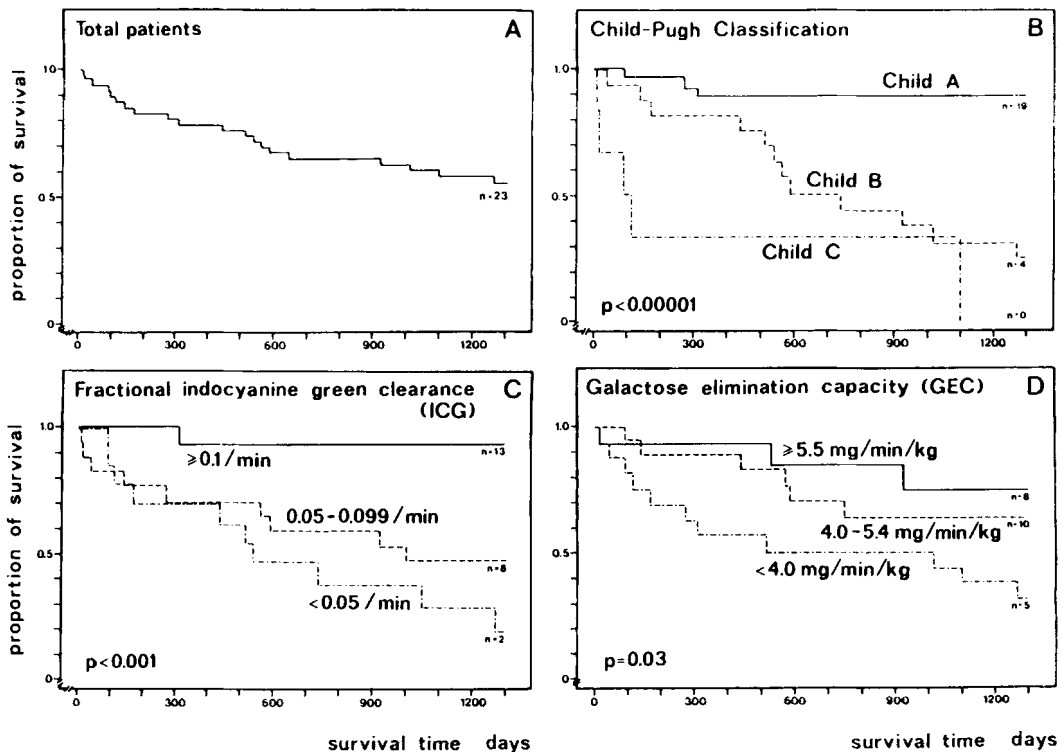 Total patients A
1.0
0.5
0
n=23
0 300 600 900 1200
proportion of survival
Child-Pugh Classification B
1.0
0.5
0
Child A
n=19
Child B
Child C
n=4
n=0
p<0.00001
0 300 600 900 1200
Fractional indocyanine green clearance C
(ICG)
1.0
0.5
0
n=13
⩾0.1/min
0.05-0.099/min
n=8
<0.05/min
n=2
p<0.001
0 300 600 900 1200
proportion of survival
survival time days
Galactose elimination capacity (GEC) D
1.0
0.5
0
⩾5.5 mg/min/kg
n=8
4.0-5.4 mg/min/kg
n=10
<4.0 mg/min/kg
n=5
p=0.03
0 300 600 900 1200
survival time days